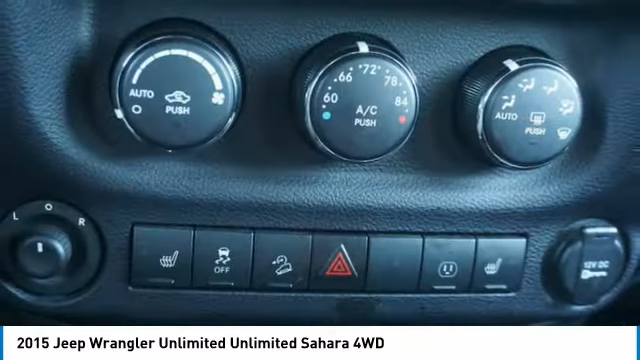 AUTO
O
PUSH
60 .66 "72° 78 84
A/C
PUSH
AUTO
PUSH
L O R
OFF
12V DC
2015 Jeep Wrangler Unlimited Unlimited Sahara 4WD